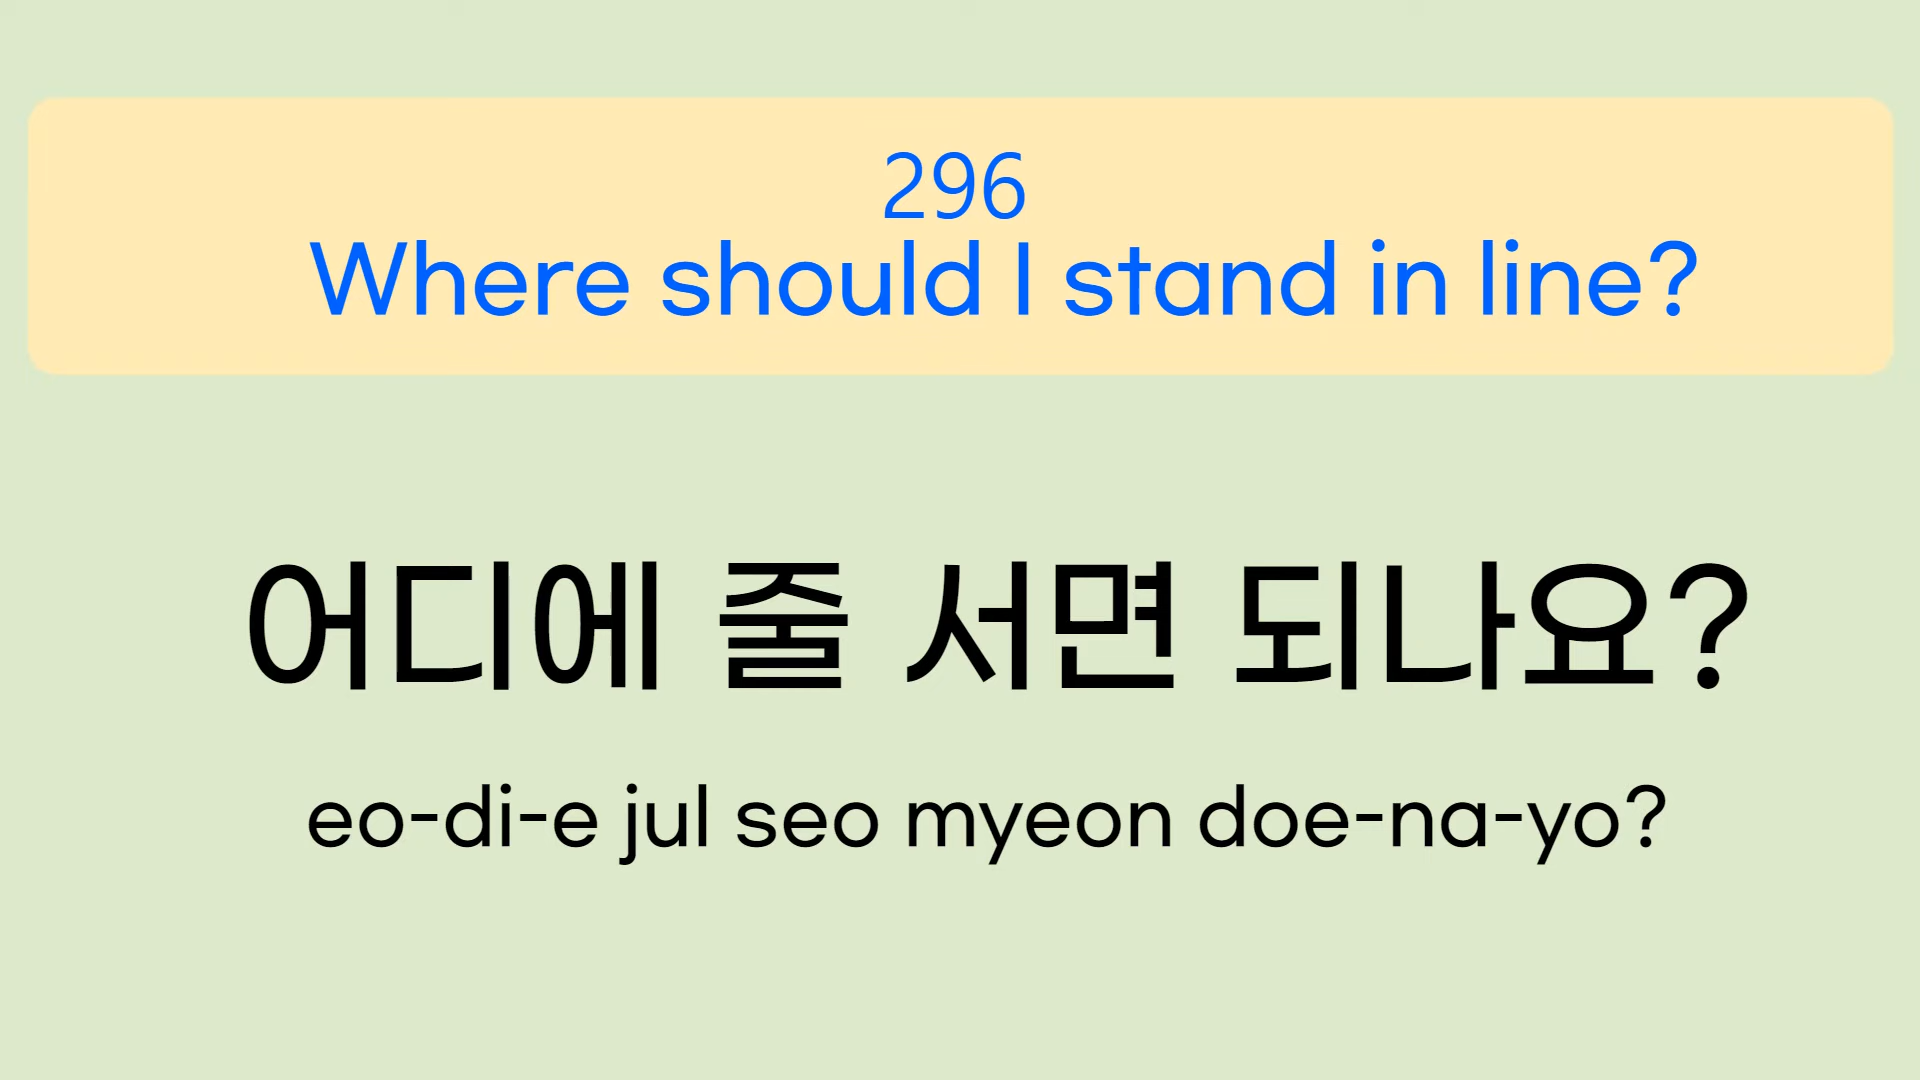 296
Where should I stand in line?
어디에 줄 서면 되나요?
eo-di-e jul seo myeon doe-na-yo?